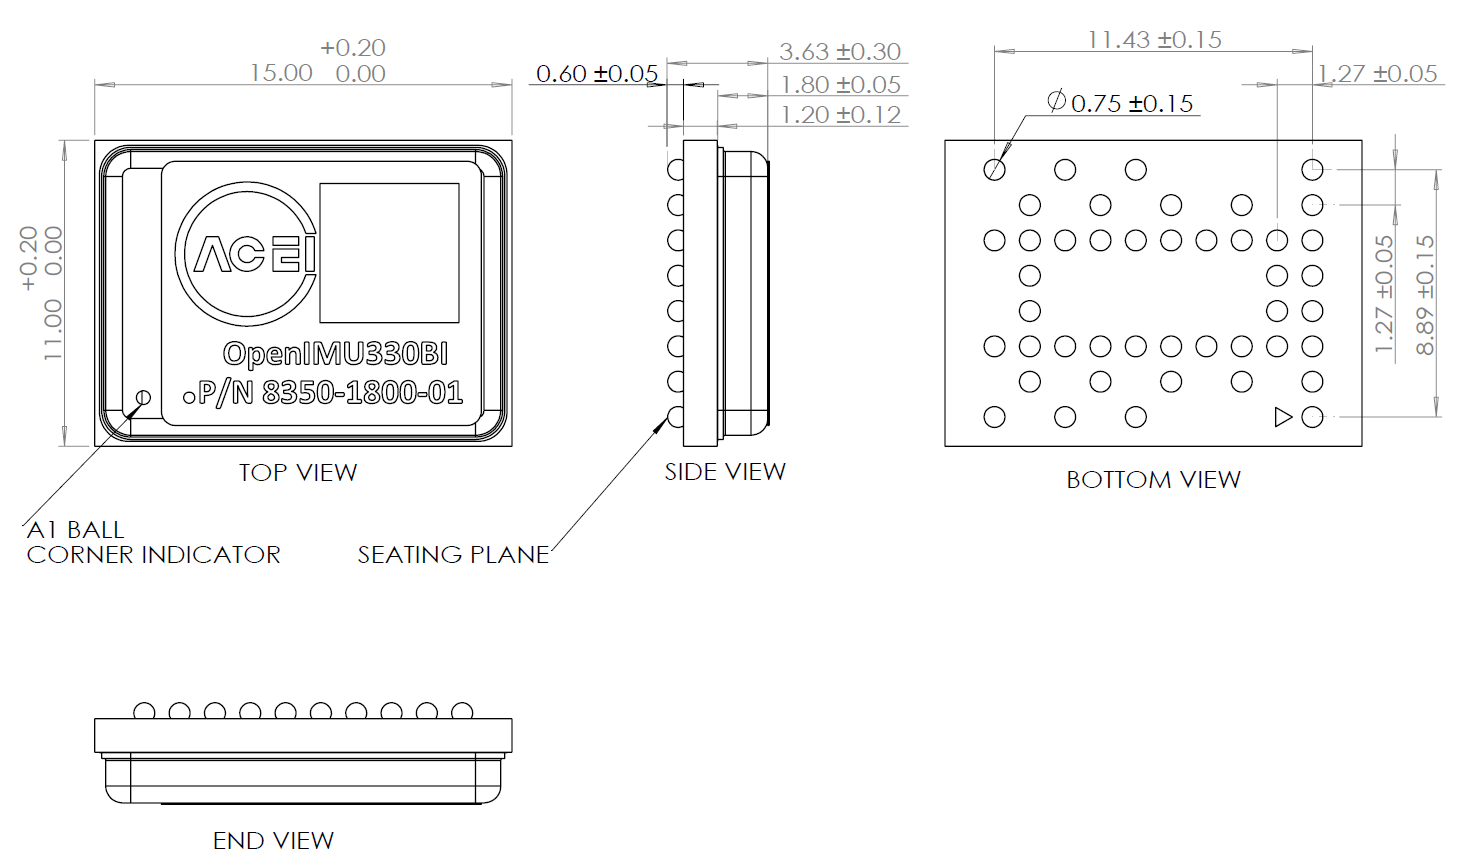 +0.20
15.00 0.00
+0.20
11.00 0.00
ACEI
OpenIMU330BI
P/N 8350-1800-01
TOP VIEW
A1 BALL
CORNER INDICATOR
0.60 ±0.05
3.63 ±0.30
1.80 ±0.05
1.20 ±0.12
SIDE VIEW
SEATING PLANE
11.43 ±0.15
1.27 ±0.05
Ø 0.75 ±0.15
1.27 ±0.05
8.89 ±0.15
BOTTOM VIEW
END VIEW